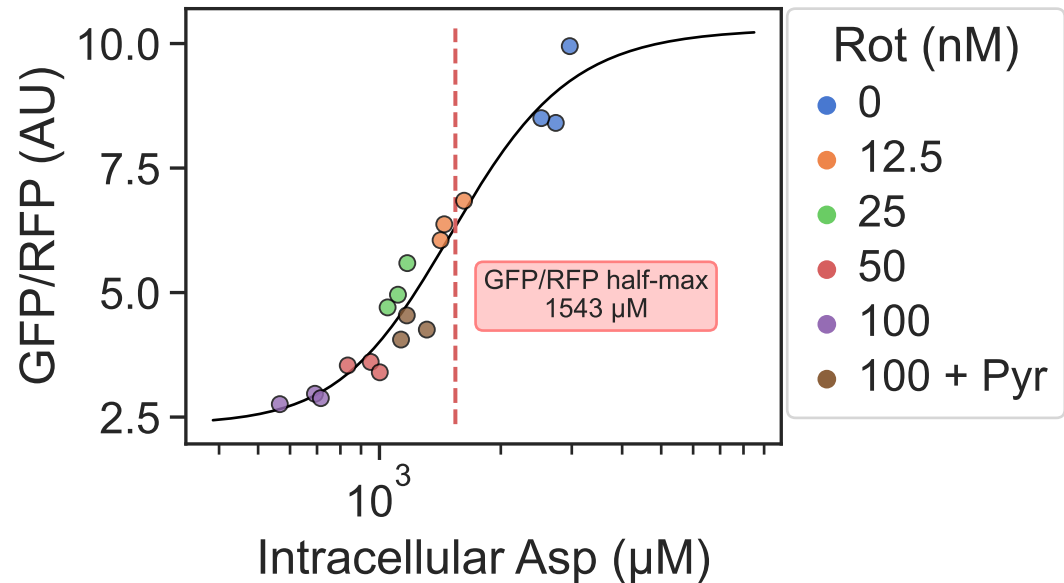 GFP/RFP (AU)
10.0
7.5
5.0
2.5
GFP/RFP half-max
1543 µM
10³
Intracellular Asp (µM)
Rot (nM)
0
12.5
25
50
100
100 + Pyr